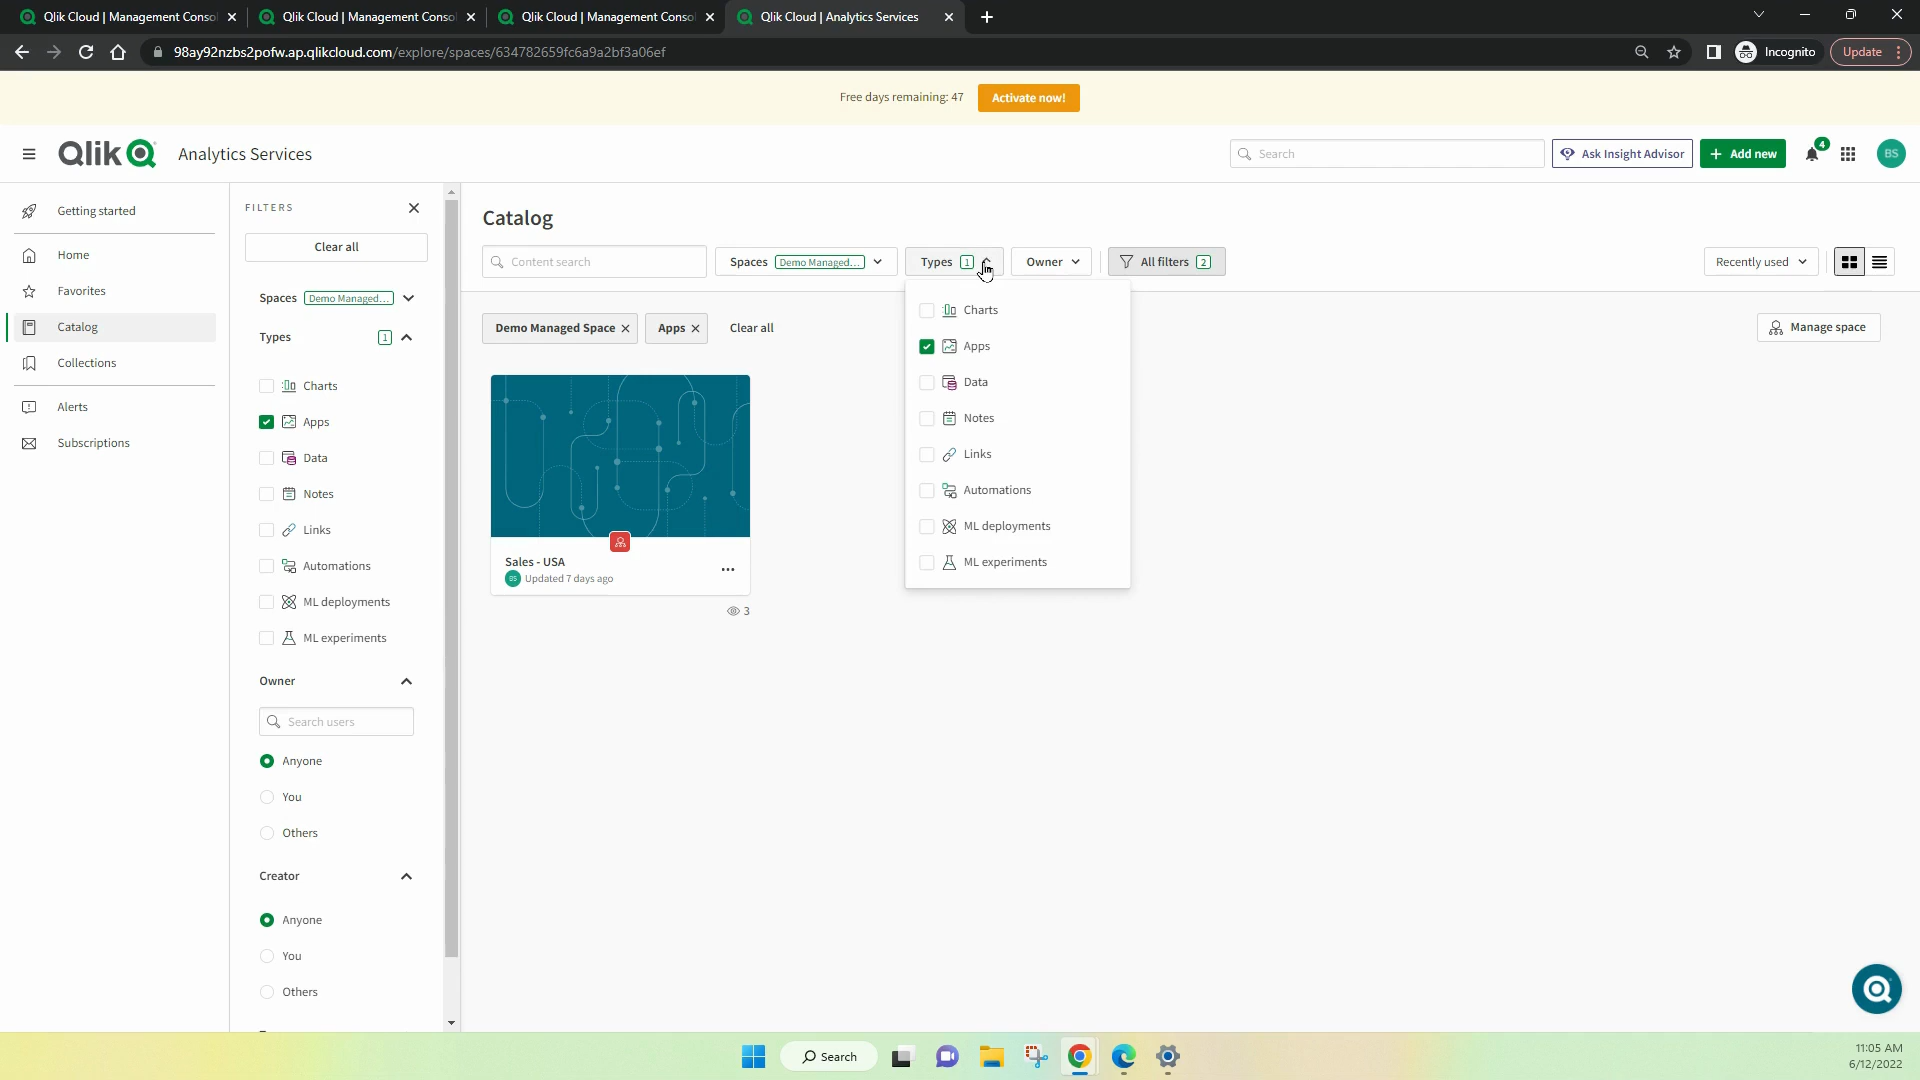 Qlik Cloud | Management Consol
Qlik Cloud | Management Consol
Qlik Cloud | Management Consol
Qlik Cloud | Analytics Services
98ay92nzbs2pofw.ap.qlikcloud.com/explore/spaces/634782659fc6a9a2bf3a06ef
Incognito
Update
Free days remaining: 47
Activate now!
Qlik
Analytics Services
Search
Ask Insight Advisor
Add new
4
BS
Getting started
Home
Favorites
Catalog
Collections
Alerts
Subscriptions
FILTERS
Clear all
Spaces Demo Managed...
Types 1
Charts
Apps
Data
Notes
Links
Automations
ML deployments
ML experiments
Owner
Search users
Anyone
You
Others
Creator
Anyone
You
Others
Catalog
Content search
Spaces Demo Managed...
Types 1
Owner
All filters 2
Recently used
Demo Managed Space
Apps
Clear all
Manage space
Charts
Apps
Data
Notes
Links
Automations
ML deployments
ML experiments
Sales - USA
BS Updated 7 days ago
3
Search
11:05 AM
6/12/2022